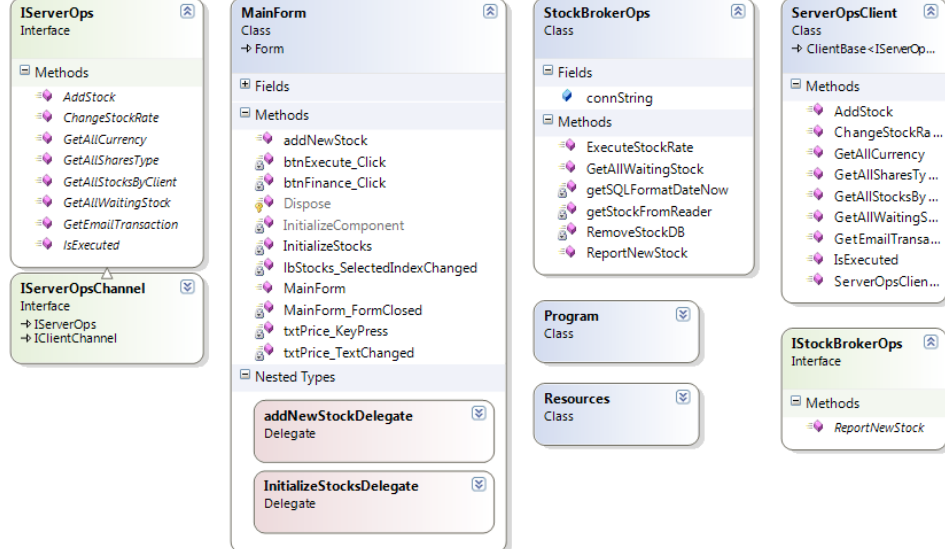 IServerOps
Interface
Methods
AddStock
ChangeStockRate
GetAllCurrency
GetAllSharesType
GetAllStocksByClient
GetAllWaitingStock
GetEmailTransaction
IsExecuted
IServerOpsChannel
Interface
IServerOps
IClientChannel
MainForm
Class
Form
Fields
Methods
addNewStock
btnExecute_Click
btnFinance_Click
Dispose
InitializeComponent
InitializeStocks
lbStocks_SelectedIndexChanged
MainForm
MainForm_FormClosed
txtPrice_KeyPress
txtPrice_TextChanged
Nested Types
addNewStockDelegate
Delegate
InitializeStocksDelegate
Delegate
StockBrokerOps
Class
Fields
connString
Methods
ExecuteStockRate
GetAllWaitingStock
getSQLFormatDateNow
getStockFromReader
RemoveStockDB
ReportNewStock
Program
Class
Resources
Class
ServerOpsClient
Class
ClientBase<IServerOp...
Methods
AddStock
ChangeStockRa...
GetAllCurrency
GetAllSharesTy...
GetAllStocksBy...
GetAllWaitingS...
GetEmailTransa...
IsExecuted
ServerOpsClien...
IStockBrokerOps
Interface
Methods
ReportNewStock